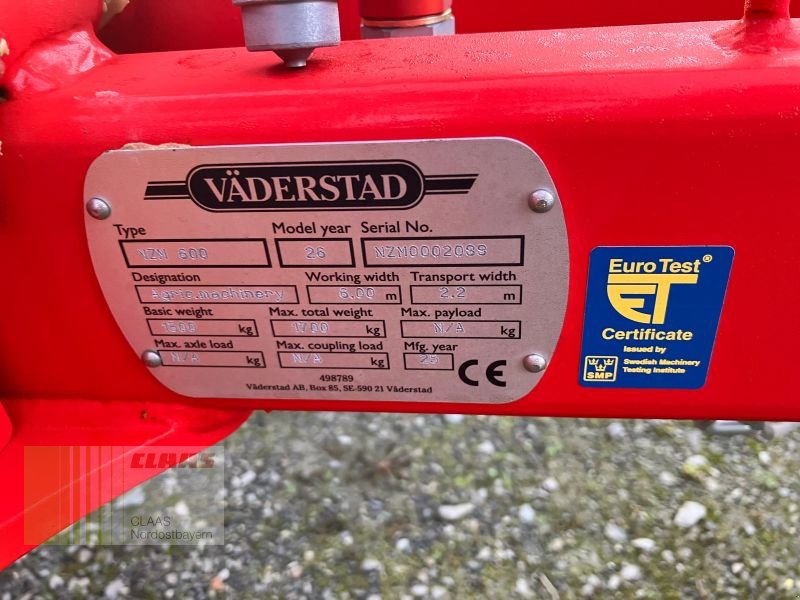 VÄDERSTAD
Type Model year Serial No.
NZM 600 26 NZM0002089
Designation Working width Transport width
Agric.machinery 6.00 m 2.2 m
Basic weight Max. total weight Max. payload
1500 kg 1700 kg N/A kg
Max. axle load Max. coupling load Mfg. year
N/A kg N/A kg 25 CE
498789
Väderstad AB, Box 85, SE-590 21 Väderstad
Euro Test®
ET
Certificate
Issued by
SMP Swedish Machinery
Testing Institute
CLAAS
CLAAS
Nordostbayern